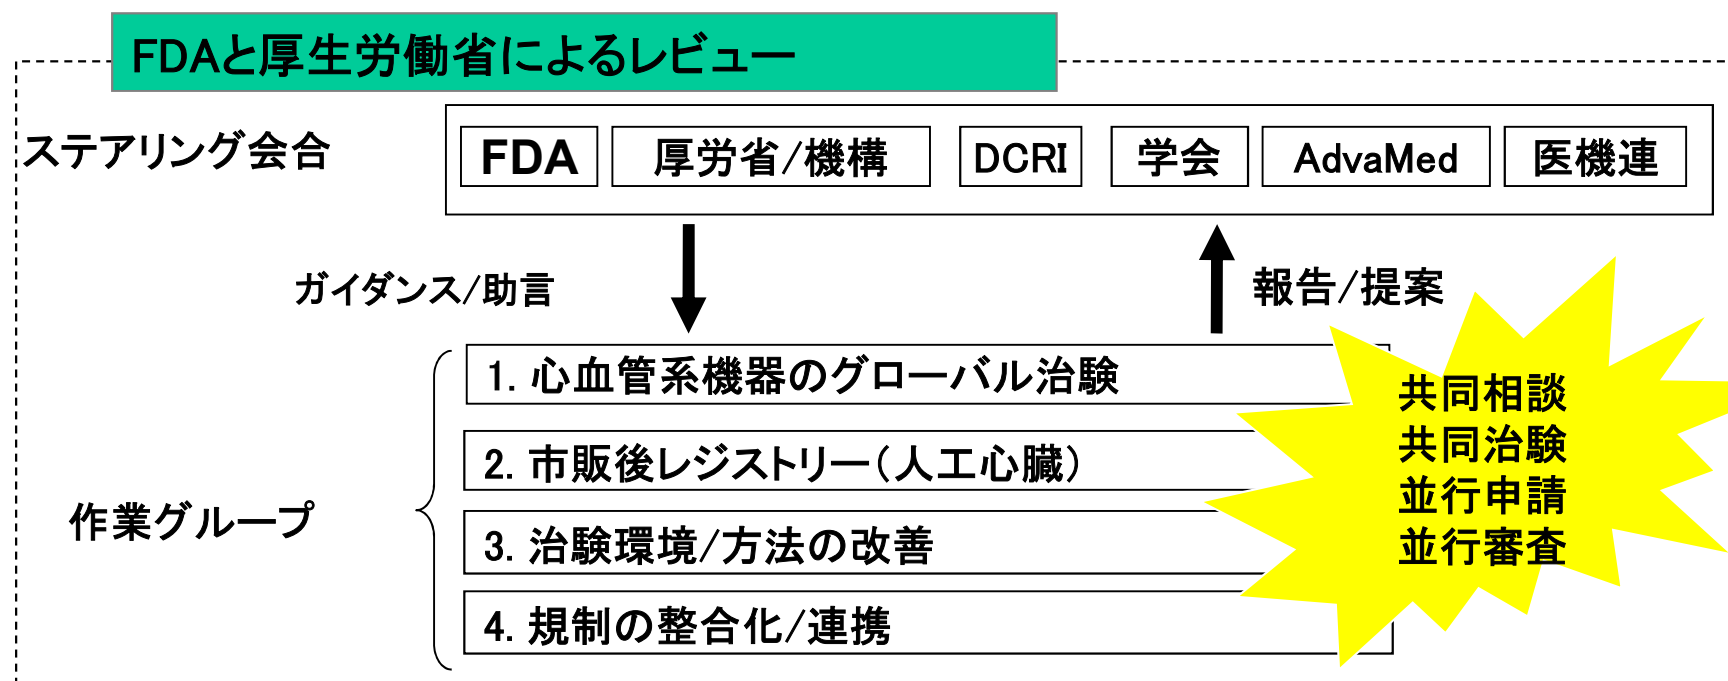 FDAと厚生労働省によるレビュー
ステアリング会合
FDA
厚労省/機構
DCRI
学会
AdvaMed
医機連
ガイダンス/助言
報告/提案
1. 心血管系機器のグローバル治験
2. 市販後レジストリー(人工心臓)
3. 治験環境/方法の改善
4. 規制の整合化/連携
作業グループ
共同相談
共同治験
並行申請
並行審査